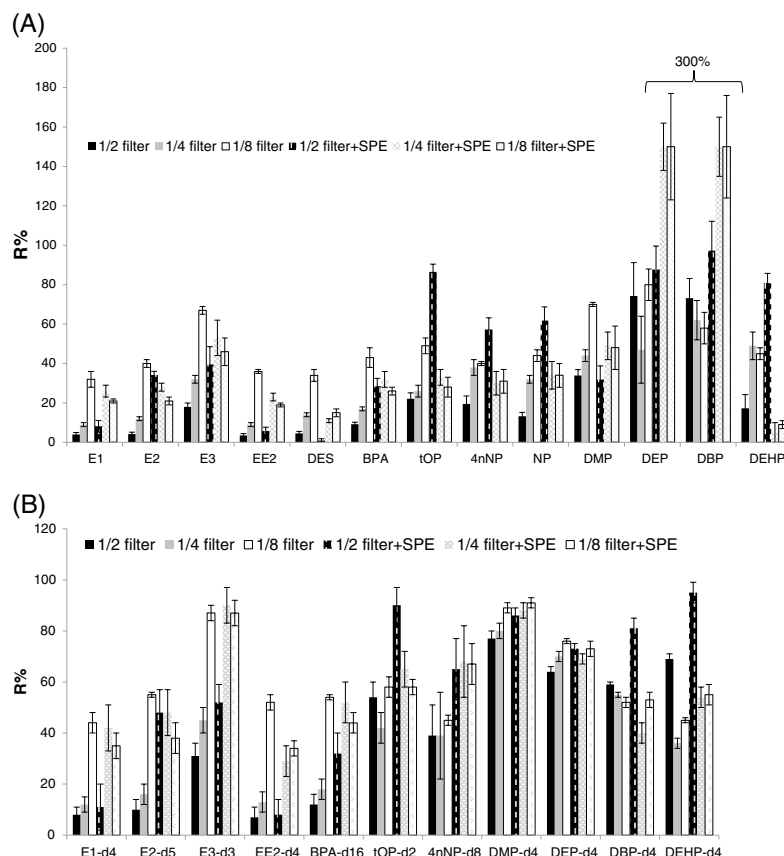 (A)
200
180
160
140
120
100
80
60
40
20
0
R%
300%
1/2 filter 1/4 filter 1/8 filter 1/2 filter+SPE 1/4 filter+SPE 1/8 filter+SPE
E1 E2 E3 EE2 DES BPA tOP 4nNP NP DMP DEP DBP DEHP
(B)
120
100
80
60
40
20
0
R%
1/2 filter 1/4 filter 1/8 filter 1/2 filter+SPE 1/4 filter+SPE 1/8 filter+SPE
E1-d4 E2-d5 E3-d3 EE2-d4 BPA-d16 tOP-d2 4nNP-d8 DMP-d4 DEP-d4 DBP-d4 DEHP-d4